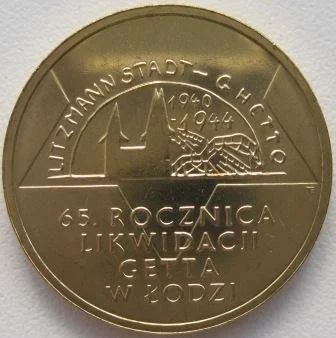 LITZMANNSTADT-GHETTO
1940
-1944
65. ROCZNICA
LIKWIDACJI
GETTA
W ŁODZI